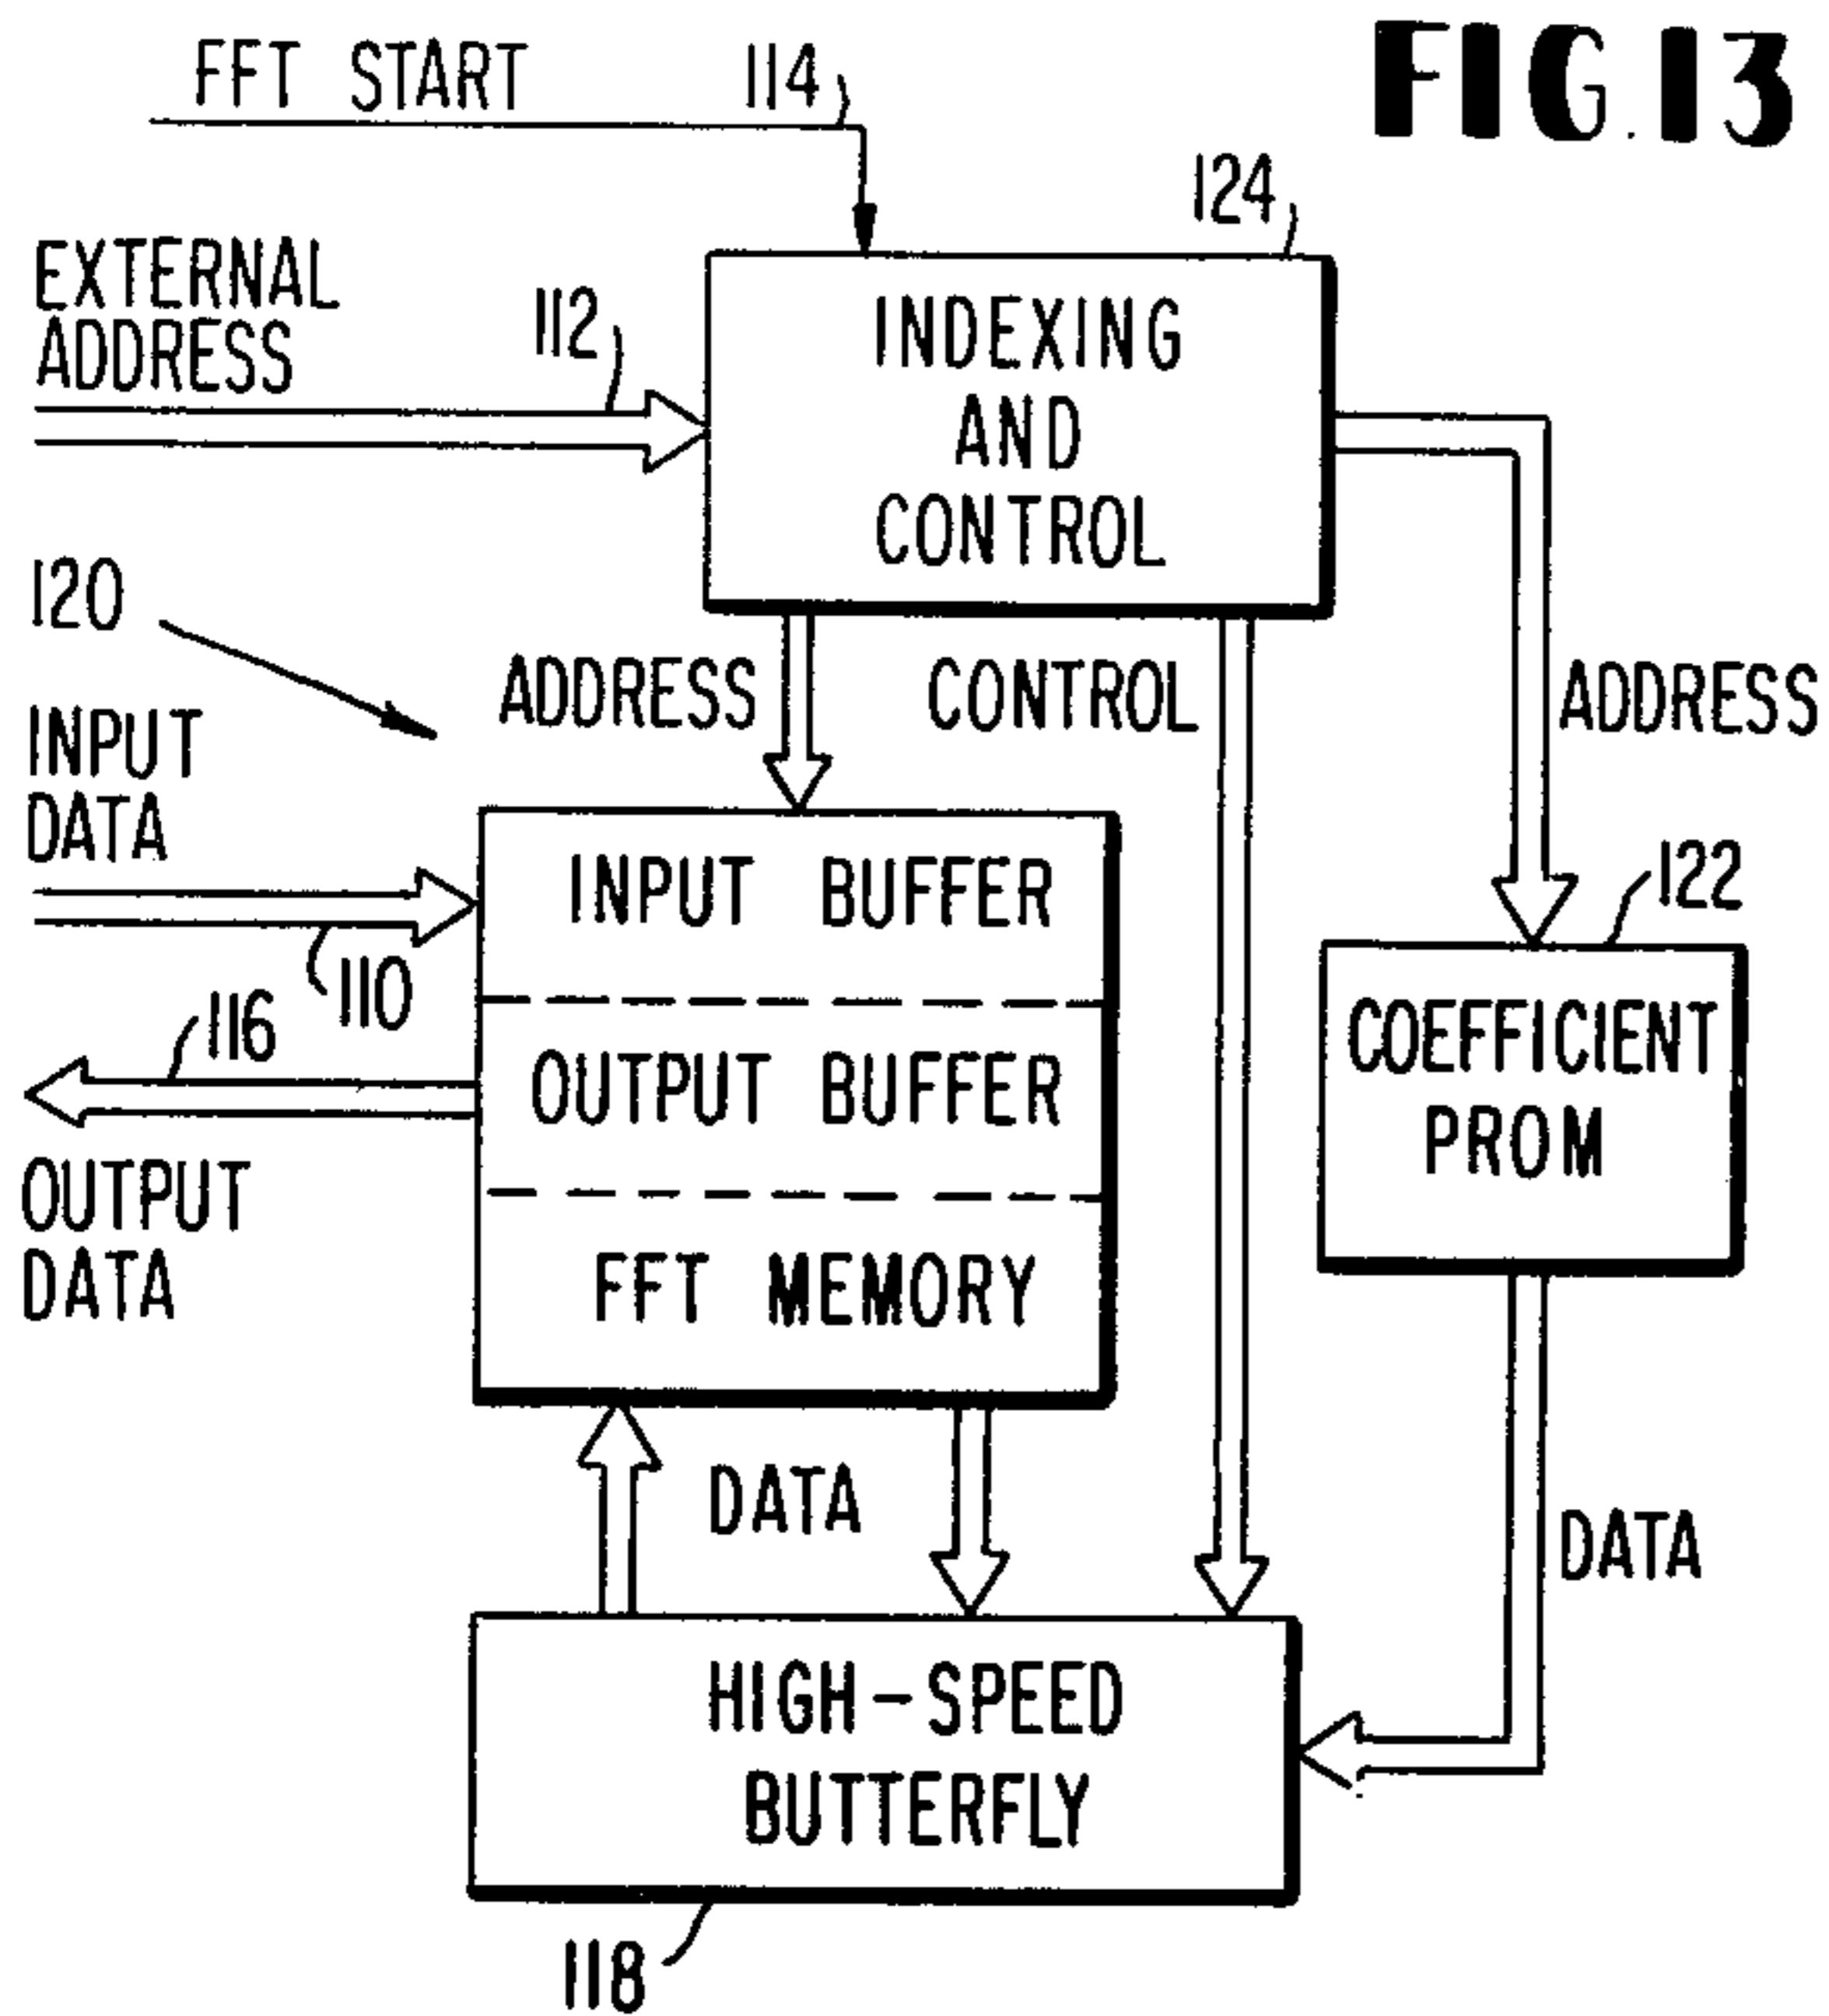 FIG. 13
FFT START
114
124
EXTERNAL
ADDRESS
112
INDEXING
AND
CONTROL
120
ADDRESS
CONTROL
ADDRESS
INPUT
DATA
110
INPUT BUFFER
122
116
OUTPUT BUFFER
COEFFICIENT
PROM
OUTPUT
DATA
FFT MEMORY
DATA
DATA
HIGH-SPEED
BUTTERFLY
118